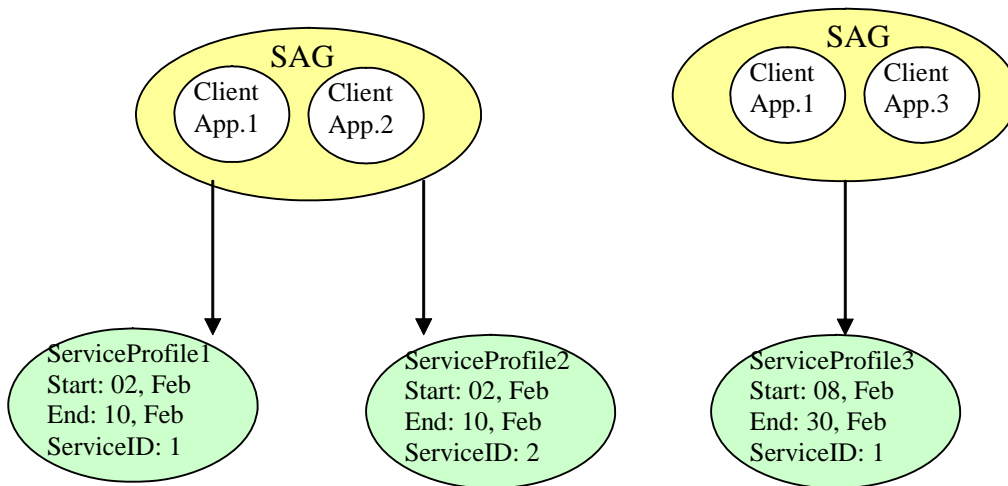 SAG
Client
App.1
Client
App.2
SAG
Client
App.1
Client
App.3
ServiceProfile1
Start: 02, Feb
End: 10, Feb
ServiceID: 1
ServiceProfile2
Start: 02, Feb
End: 10, Feb
ServiceID: 2
ServiceProfile3
Start: 08, Feb
End: 30, Feb
ServiceID: 1